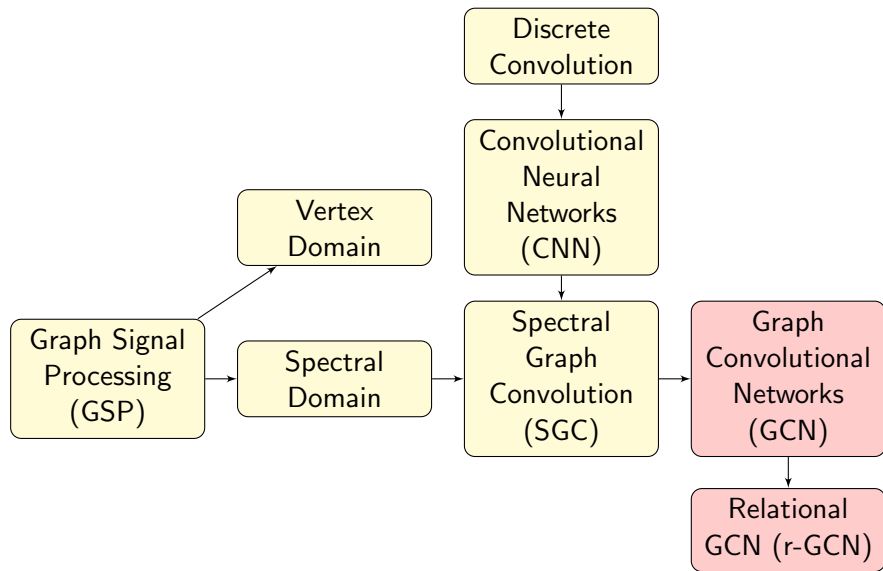 Discrete
Convolution
Convolutional
Neural
Networks
(CNN)
Vertex
Domain
Graph Signal
Processing
(GSP)
Spectral
Domain
Spectral
Graph
Convolution
(SGC)
Graph
Convolutional
Networks
(GCN)
Relational
GCN (r-GCN)